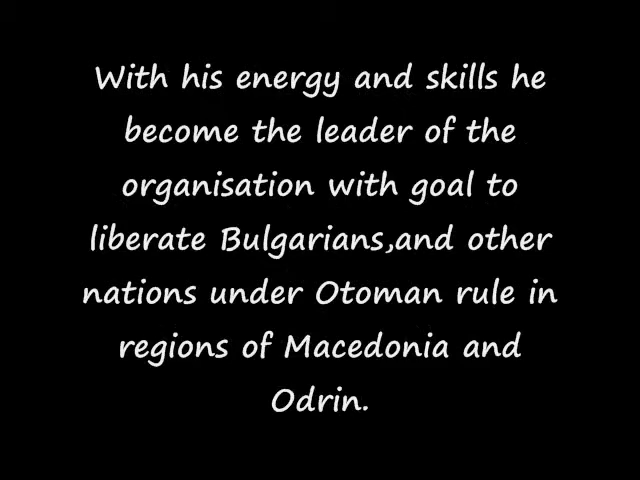 With his energy and skills he
become the leader of the
organisation with goal to
liberate Bulgarians,and other
nations under Otoman rule in
regions of Macedonia and
Odrin.